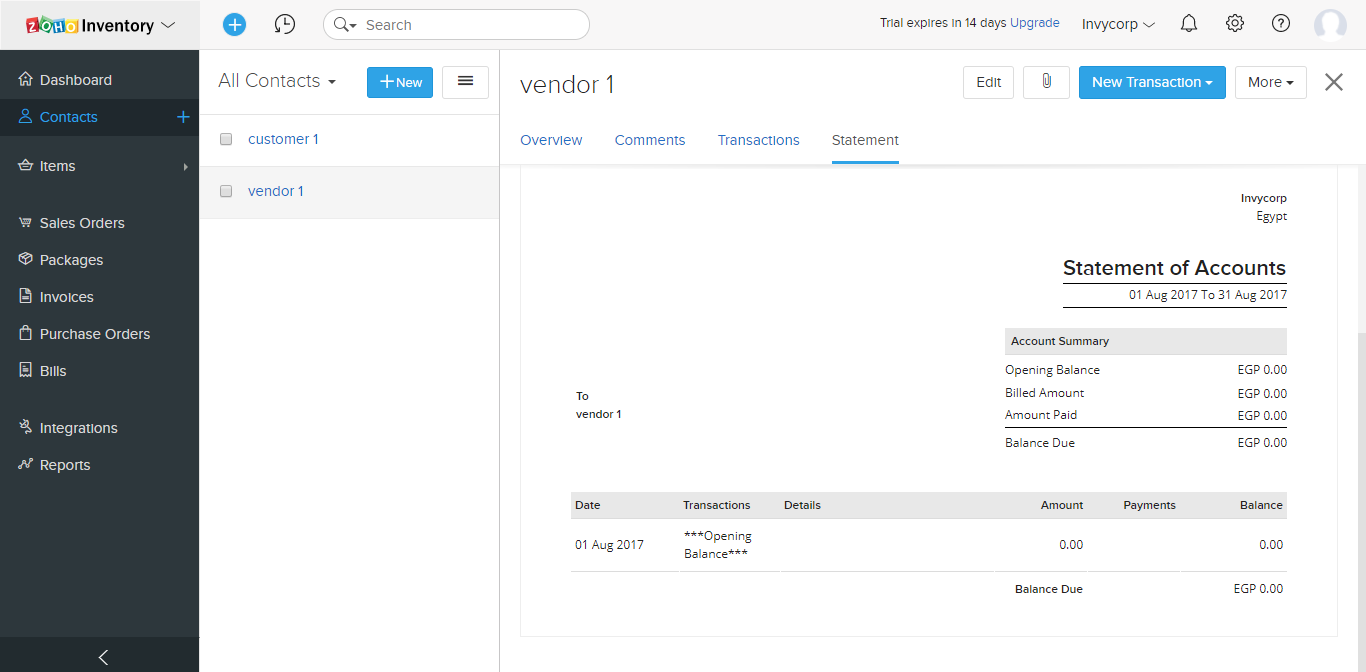 ZOHO Inventory
Search
Trial expires in 14 days Upgrade
Invycorp
Dashboard
Contacts
Items
Sales Orders
Packages
Invoices
Purchase Orders
Bills
Integrations
Reports
All Contacts
New
customer 1
vendor 1
vendor 1
Edit
New Transaction
More
Overview Comments Transactions Statement
Invycorp
Egypt
Statement of Accounts
01 Aug 2017 To 31 Aug 2017
Account Summary
Opening Balance EGP 0.00
Billed Amount EGP 0.00
Amount Paid EGP 0.00
Balance Due EGP 0.00
To
vendor 1
Date Transactions Details Amount Payments Balance
01 Aug 2017 ***Opening Balance*** 0.00 0.00
Balance Due EGP 0.00